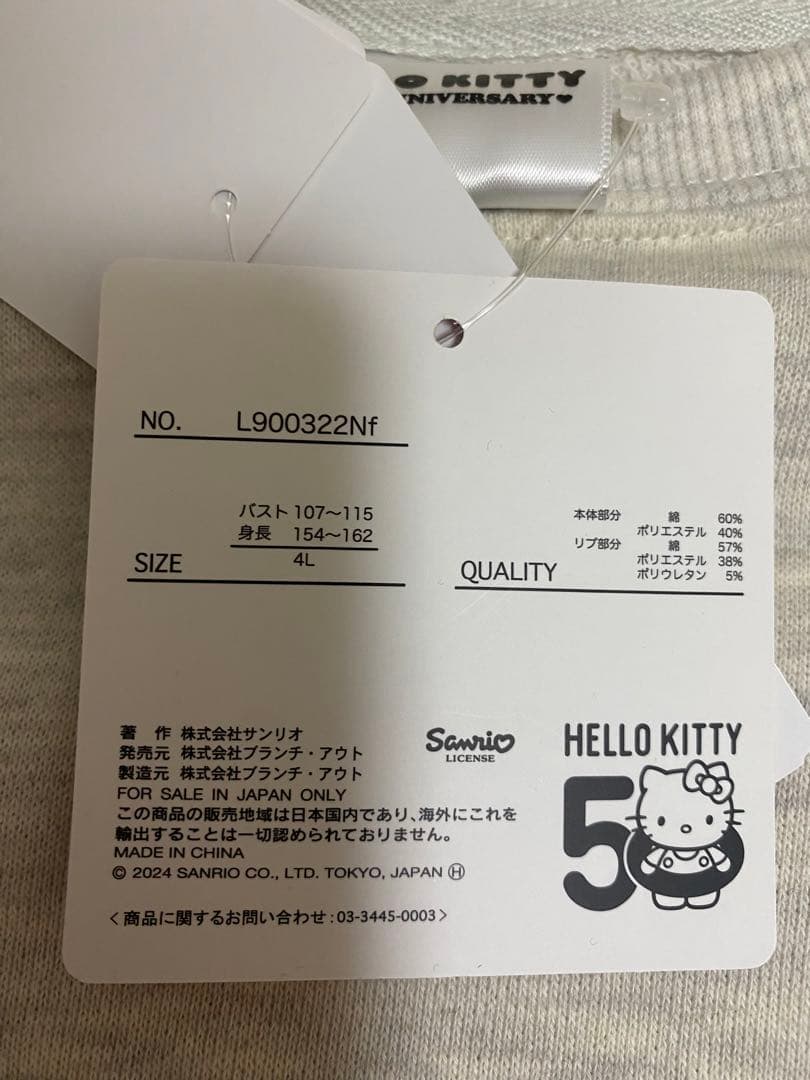 KITTY
NIVERSARY♥
NO. L900322Nf
バスト 107〜115
身長 154〜162
SIZE 4L
QUALITY
本体部分 綿 60%
ポリエステル 40%
リブ部分 綿 57%
ポリエステル 38%
ポリウレタン 5%
著 作 株式会社サンリオ
発売元 株式会社ブランチ・アウト
製造元 株式会社ブランチ・アウト
FOR SALE IN JAPAN ONLY
この商品の販売地域は日本国内であり、海外にこれを
輸出することは一切認められておりません。
MADE IN CHINA
© 2024 SANRIO CO., LTD. TOKYO, JAPAN Ⓗ
〈商品に関するお問い合わせ:03-3445-0003〉
Sanrio
LICENSE
HELLO KITTY
50